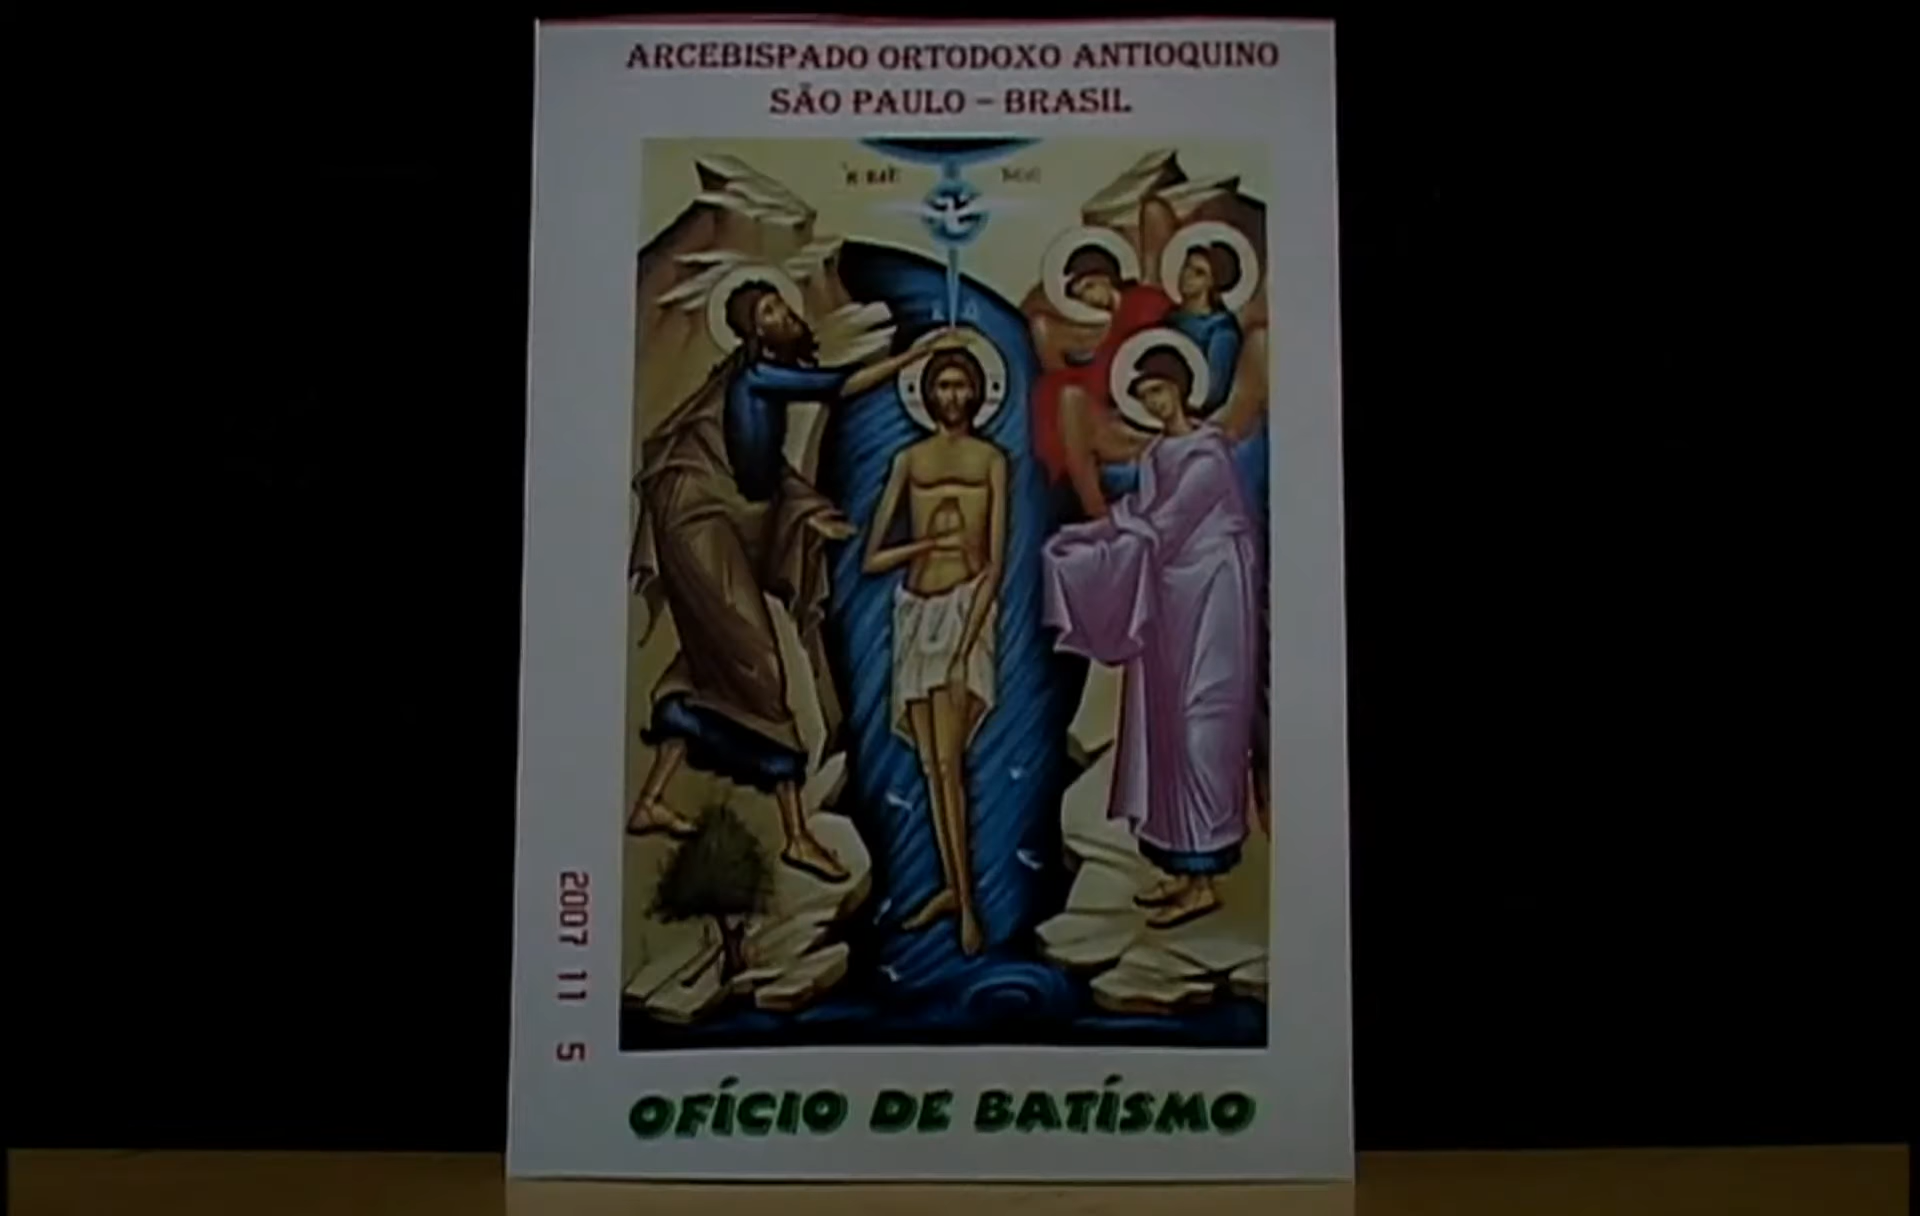 ARCEBISPADO ORTODOXO ANTIOQUINO
SÃO PAULO – BRASIL
2007 11 5
OFÍCIO DE BATÍSMO